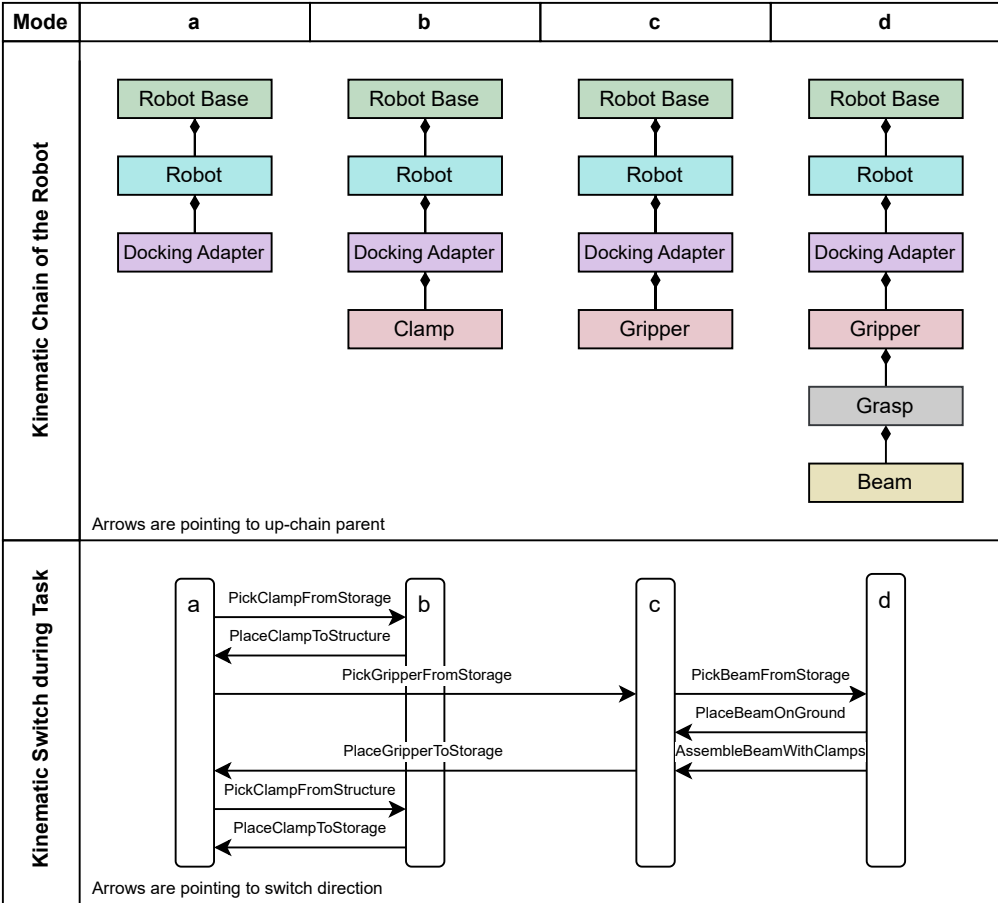 Mode a b c d
Kinematic Chain of the Robot
Robot Base Robot Base Robot Base Robot Base
Robot Robot Robot Robot
Docking Adapter Docking Adapter Docking Adapter Docking Adapter
Clamp Gripper Gripper
Grasp
Beam
Arrows are pointing to up-chain parent
Kinematic Switch during Task
a b c d
PickClampFromStorage
PlaceClampToStructure
PickGripperFromStorage PickBeamFromStorage
PlaceBeamOnGround
PlaceGripperToStorage AssembleBeamWithClamps
PickClampFromStructure
PlaceClampToStorage
Arrows are pointing to switch direction